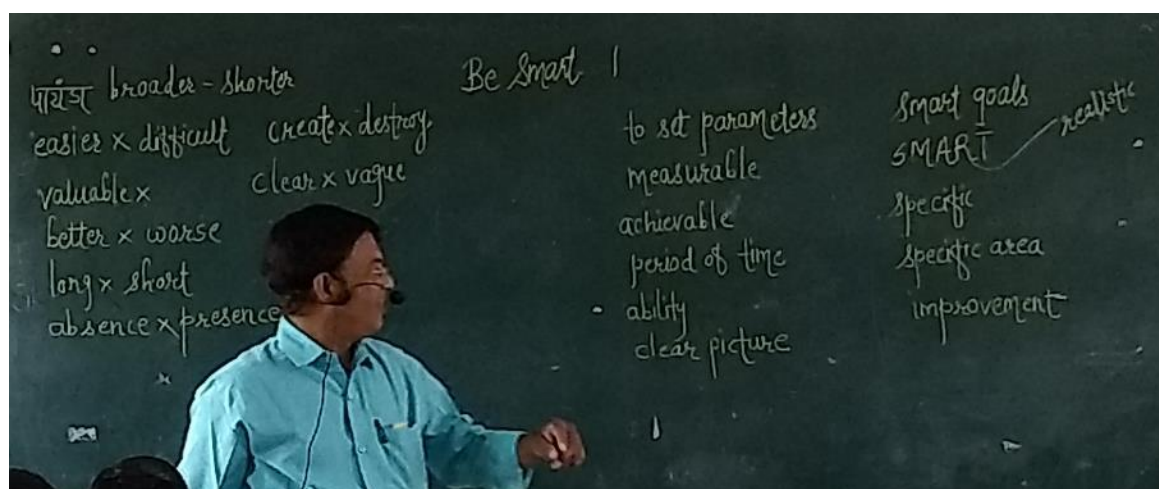 Be Smart !
पायंडा broader - shorter
easier x difficult create x destroy
valuable x clear x vague
better x worse
long x short
absence x presence
to set parameters
measurable
achievable
period of time
ability
clear picture
Smart goals
SMART realistic
specific
specific area
improvement